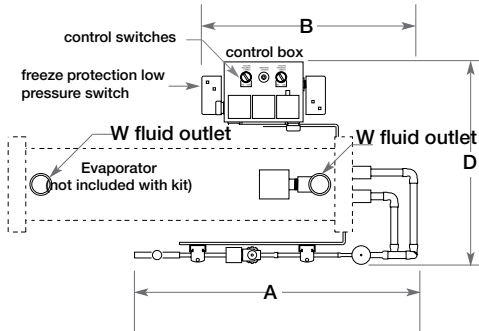 B
control switches
control box
freeze protection low
pressure switch
W fluid outlet
W fluid outlet
D
Evaporator
(not included with kit)
A